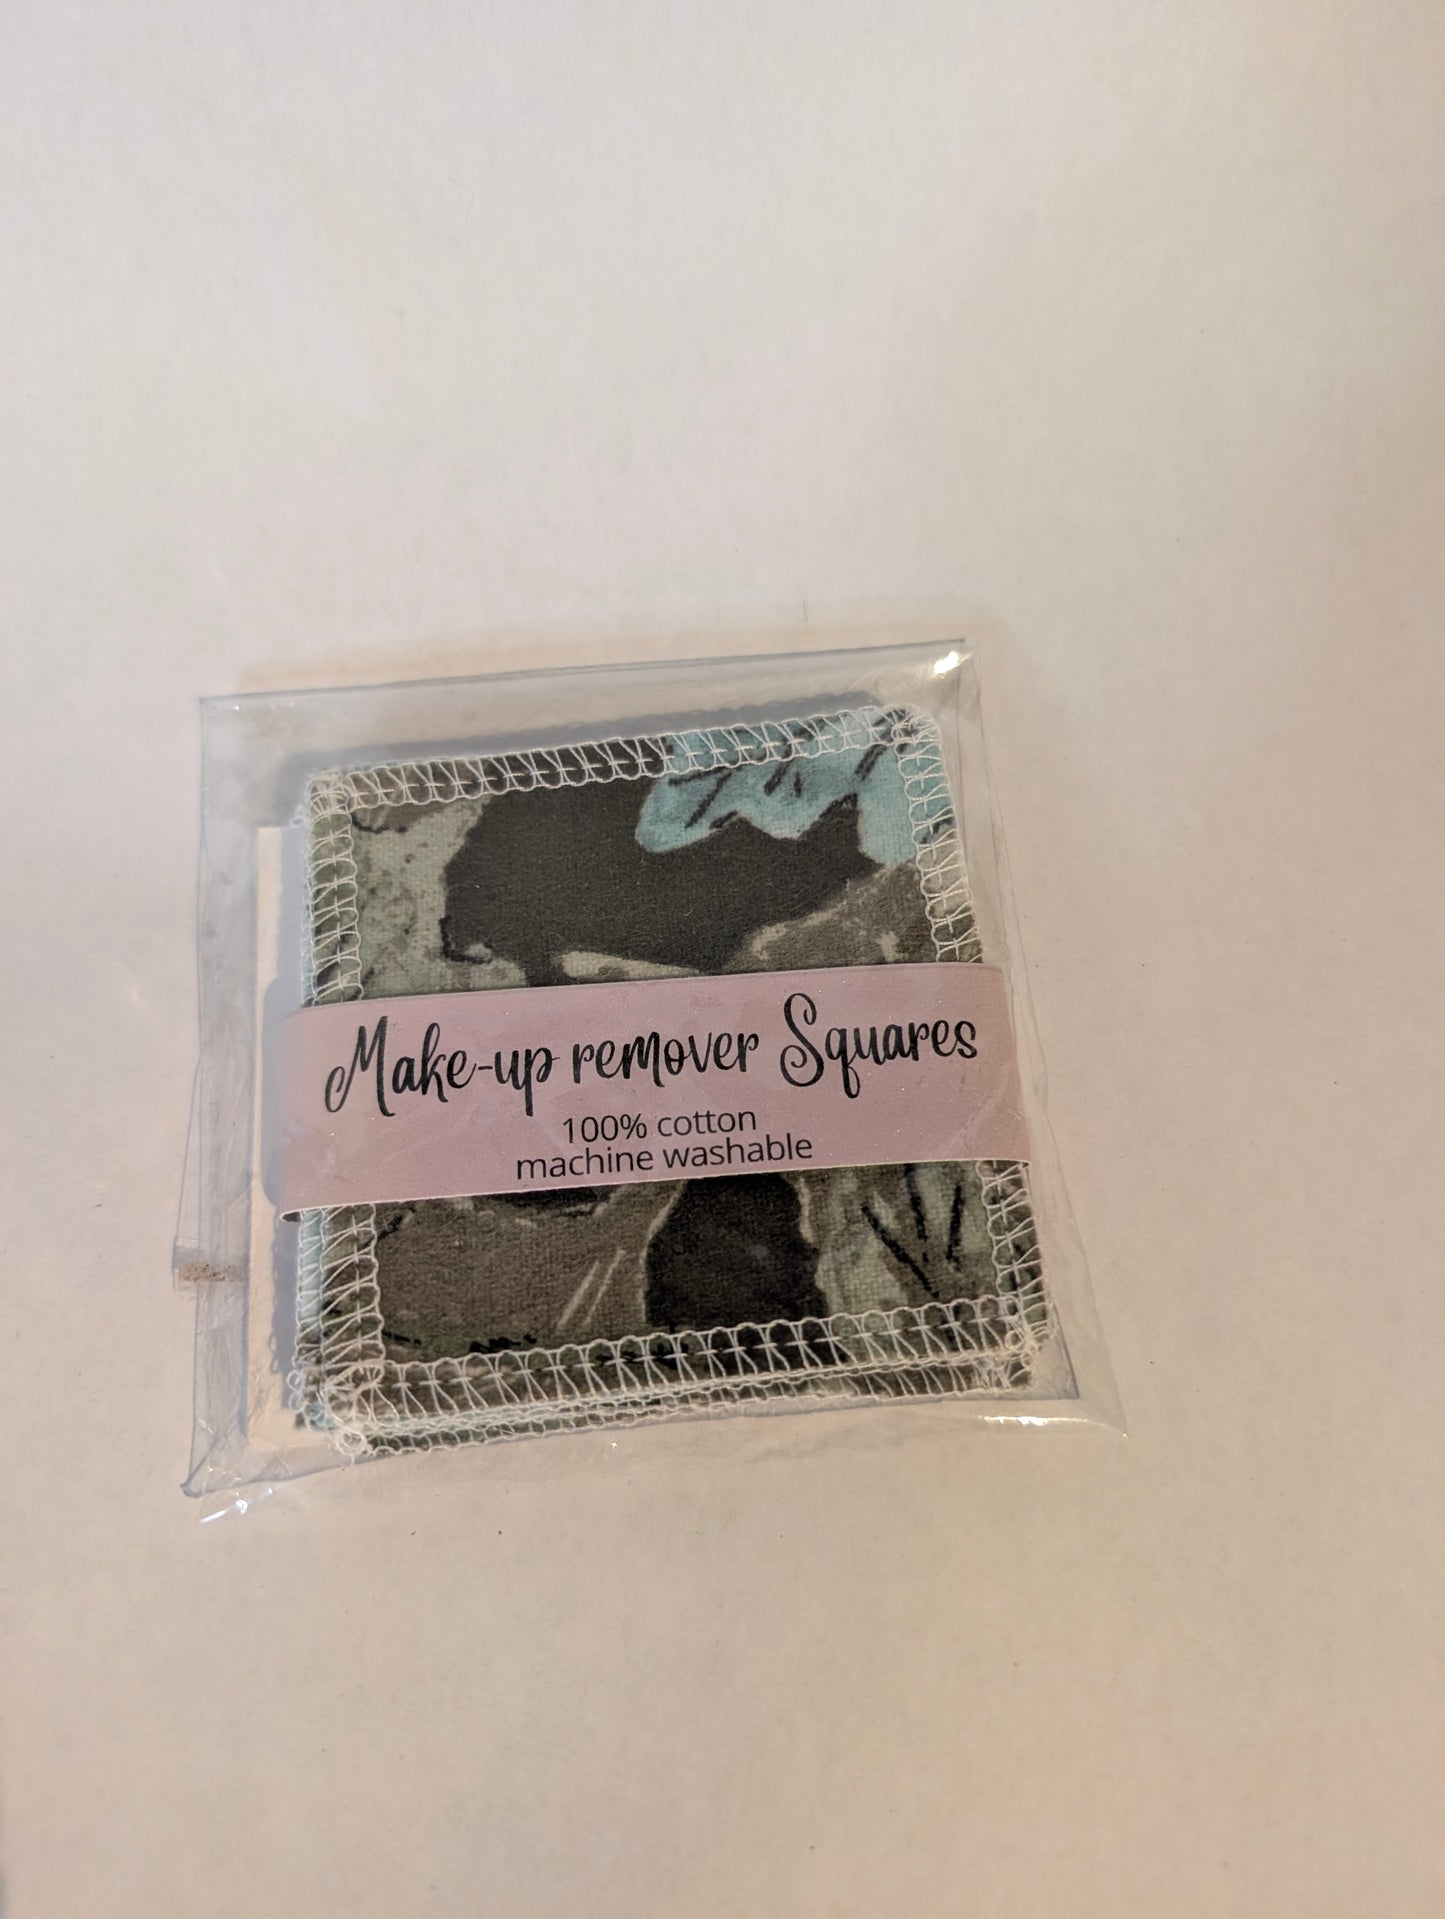 Make-up remover Squares
100% cotton
machine washable